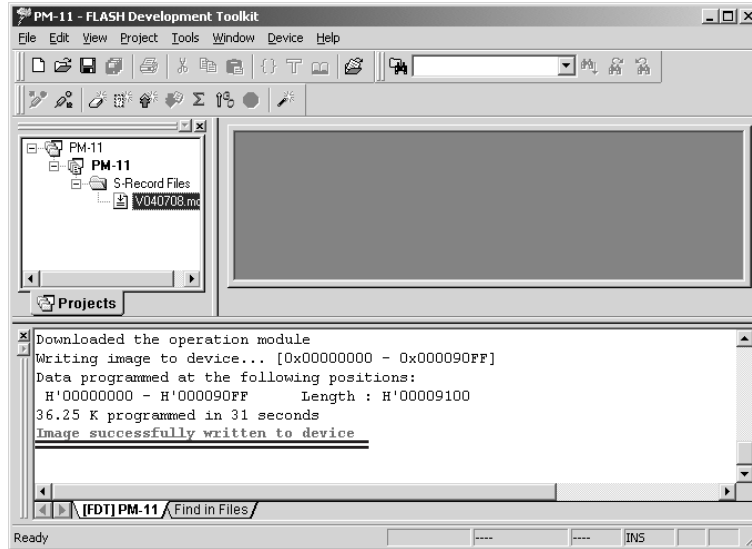 PM-11 - FLASH Development Toolkit
File Edit View Project Tools Window Device Help
PM-11
PM-11
S-Record Files
V040708.mo
Projects
Downloaded the operation module
Writing image to device... [0x00000000 - 0x000090FF]
Data programmed at the following positions:
H'00000000 - H'000090FF Length : H'00009100
36.25 K programmed in 31 seconds
Image successfully written to device
[FDT] PM-11 Find in Files
Ready ---- ---- INS